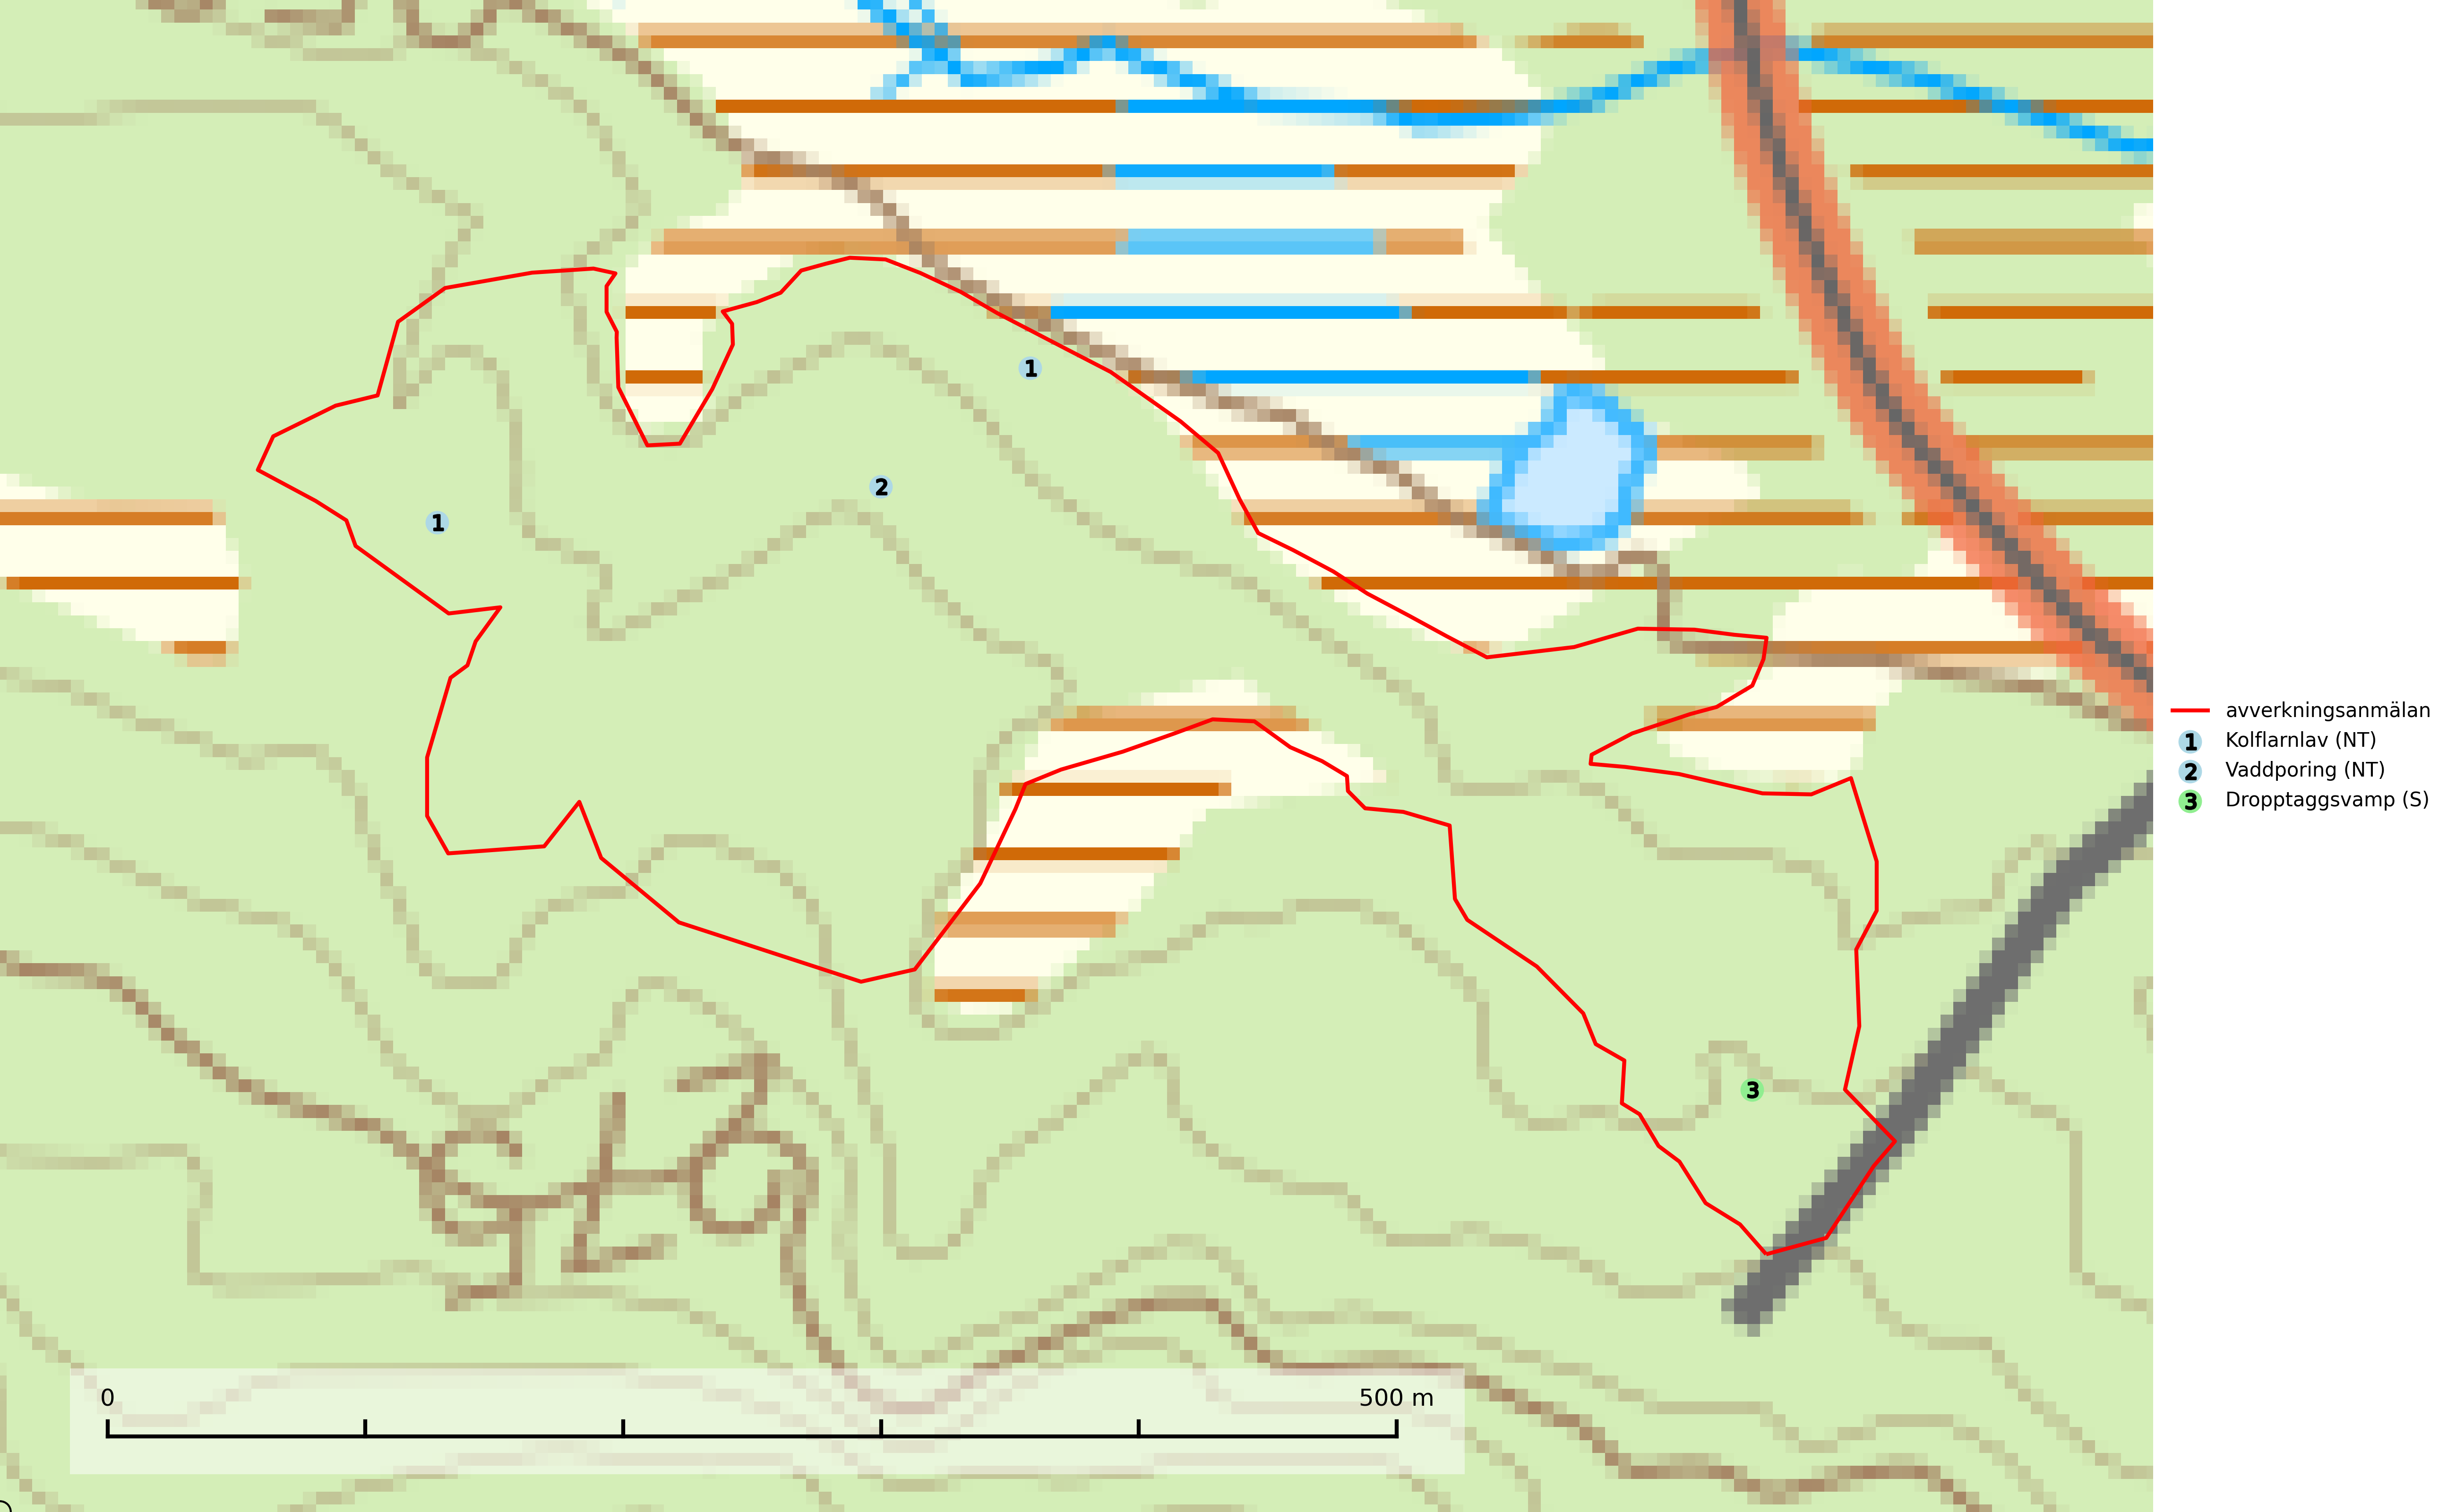 1
2
1
3
avverkningsanmälan
1 Kolflarnlav (NT)
2 Vaddporing (NT)
3 Dropptaggsvamp (S)
0 500 m